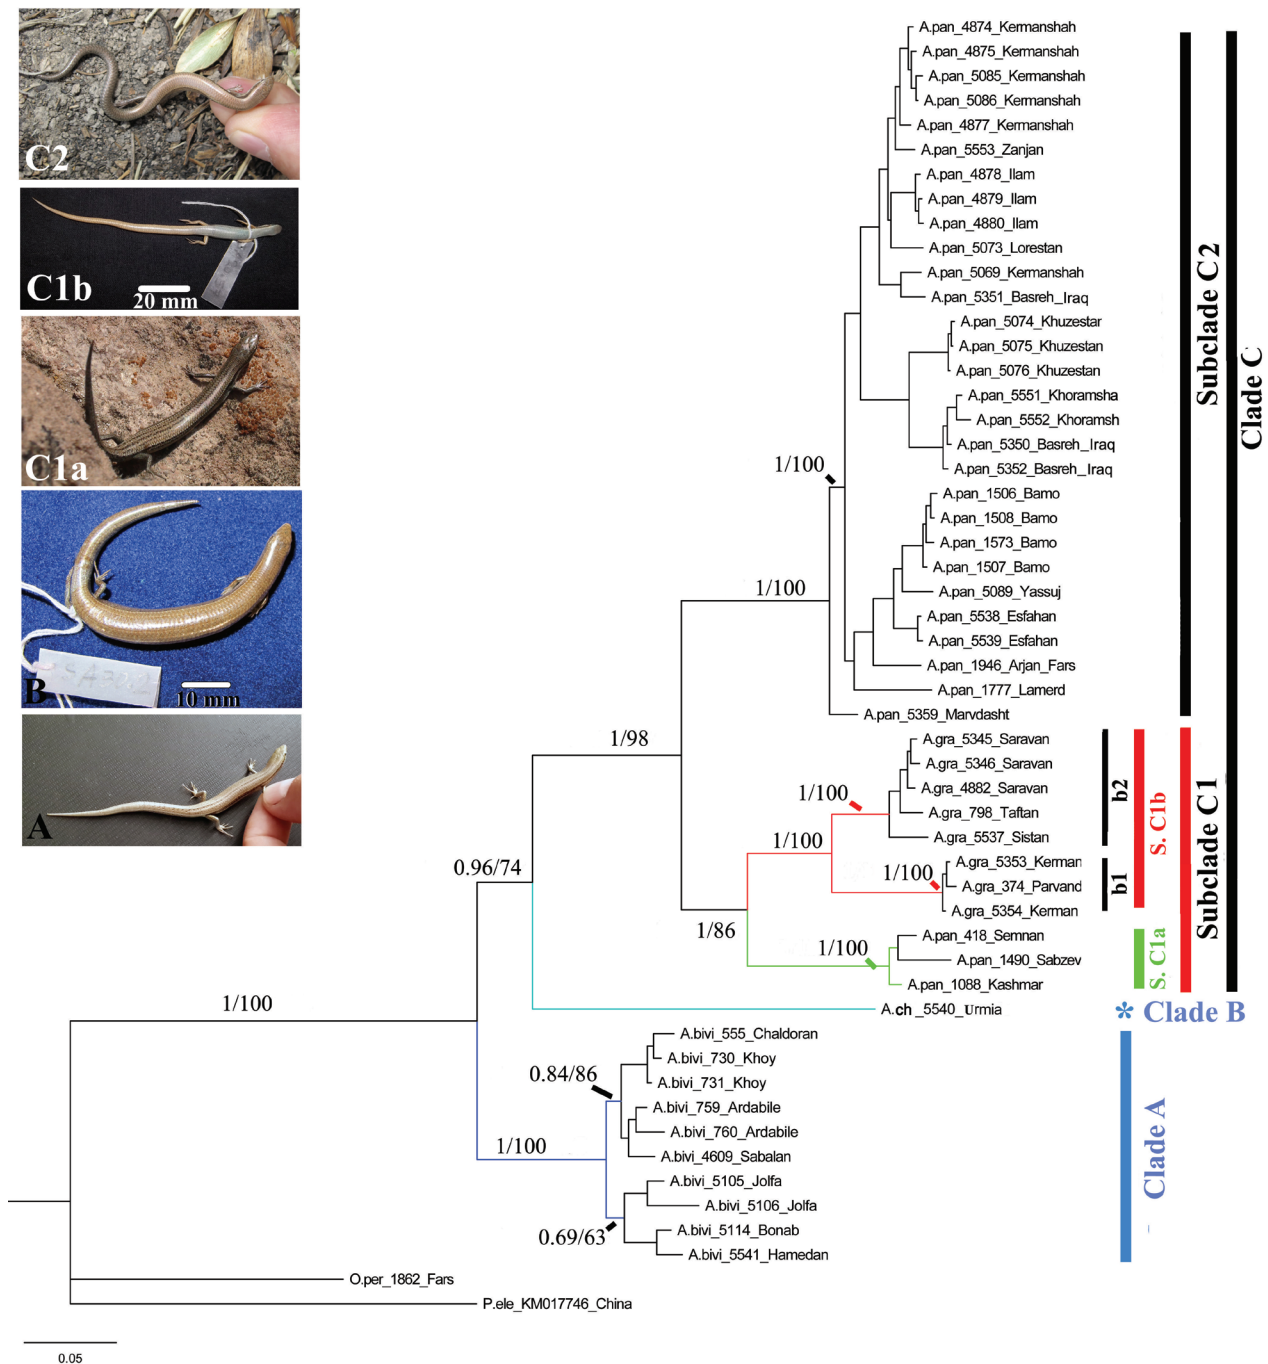 C2
C1b
20 mm
C1a
B
10 mm
A
A.pan_4874_Kermanshah
A.pan_4875_Kermanshah
A.pan_5085_Kermanshah
A.pan_5086_Kermanshah
A.pan_4877_Kermanshah
A.pan_5553_Zanjan
A.pan_4878_Ilam
A.pan_4879_Ilam
A.pan_4880_Ilam
A.pan_5073_Lorestan
A.pan_5069_Kermanshah
A.pan_5351_Basreh_Iraq
A.pan_5074_Khuzestar
A.pan_5075_Khuzestan
A.pan_5076_Khuzestan
A.pan_5551_Khoramsha
A.pan_5552_Khoramsh
A.pan_5350_Basreh_Iraq
A.pan_5352_Basreh_Iraq
A.pan_1506_Bamo
A.pan_1508_Bamo
A.pan_1573_Bamo
A.pan_1507_Bamo
A.pan_5089_Yassuj
A.pan_5538_Esfahan
A.pan_5539_Esfahan
A.pan_1946_Arjan_Fars
A.pan_1777_Lamerd
A.pan_5359_Marvdasht
A.gra_5345_Saravan
A.gra_5346_Saravan
A.gra_4882_Saravan
A.gra_798_Taftan
A.gra_5537_Sistan
A.gra_5353_Kerman
A.gra_374_Parvand
A.gra_5354_Kerman
A.pan_418_Semnan
A.pan_1490_Sabzev
A.pan_1088_Kashmar
A.ch _5540_Urmia
A.bivi_555_Chaldoran
A.bivi_730_Khoy
A.bivi_731_Khoy
A.bivi_759_Ardabile
A.bivi_760_Ardabile
A.bivi_4609_Sabalan
A.bivi_5105_Jolfa
A.bivi_5106_Jolfa
A.bivi_5114_Bonab
A.bivi_5541_Hamedan
O.per_1862_Fars
P.ele_KM017746_China
1/100
1/100
1/98
1/100
1/100
1/100
0.96/74
1/86
1/100
1/100
0.84/86
1/100
0.69/63
Subclade C2
Clade C
b2
b1
S. C1b
S. C1a
Subclade C1
* Clade B
Clade A
0.05